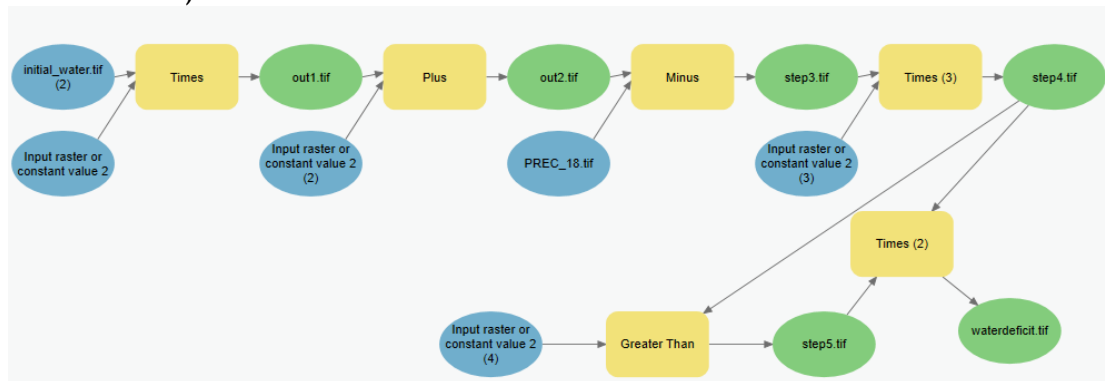 initial_water.tif
(2)
Times
out1.tif
Plus
out2.tif
Minus
step3.tif
Times (3)
step4.tif
Input raster or
constant value 2
Input raster or
constant value 2
(2)
PREC_18.tif
Input raster or
constant value 2
(3)
Times (2)
Input raster or
constant value 2
(4)
Greater Than
step5.tif
waterdeficit.tif